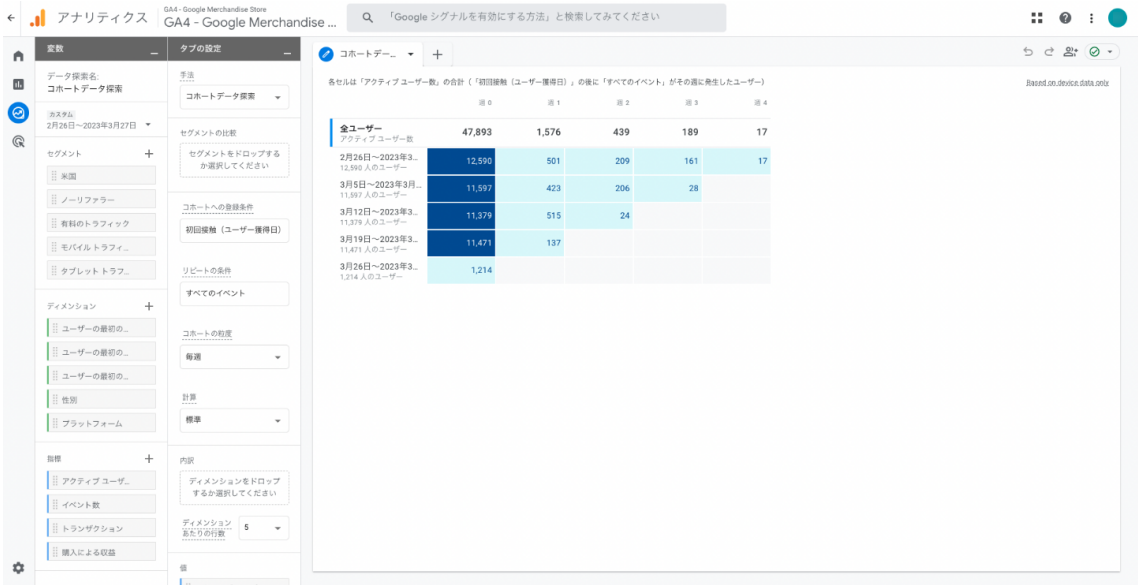 アナリティクス
GA4 - Google Merchandise Store
GA4 - Google Merchandise ...
「Google シグナルを有効にする方法」と検索してみてください
変数
データ探索名:
コホートデータ探索
カスタム
2月26日～2023年3月27日
セグメント
米国
ノーリファラー
有料のトラフィック
モバイル トラフィ...
タブレット トラフ...
ディメンション
ユーザーの最初の...
ユーザーの最初の...
ユーザーの最初の...
性別
プラットフォーム
指標
アクティブ ユーザ...
イベント数
トランザクション
購入による収益
タブの設定
手法
コホートデータ探索
セグメントの比較
セグメントをドロップする
か選択してください
コホートへの登録条件
初回接触（ユーザー獲得日）
リピートの条件
すべてのイベント
コホートの粒度
毎週
計算
標準
内訳
ディメンションをドロップ
するか選択してください
ディメンション
あたりの行数
5
値
コホートデー...
各セルは「アクティブ ユーザー数」の合計（「初回接触（ユーザー獲得日）」の後に「すべてのイベント」がその週に発生したユーザー）
Based on device data only
週 0 週 1 週 2 週 3 週 4
全ユーザー 47,893 1,576 439 189 17
アクティブ ユーザー数
2月26日～2023年3... 12,590 501 209 161 17
12,590 人のユーザー
3月5日～2023年3月... 11,597 423 206 28
11,597 人のユーザー
3月12日～2023年3... 11,379 515 24
11,379 人のユーザー
3月19日～2023年3... 11,471 137
11,471 人のユーザー
3月26日～2023年3... 1,214
1,214 人のユーザー